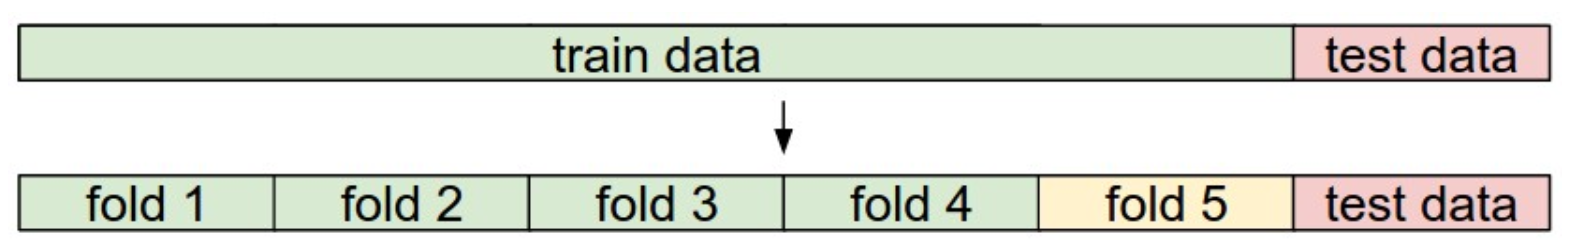 train data test data
fold 1 fold 2 fold 3 fold 4 fold 5 test data